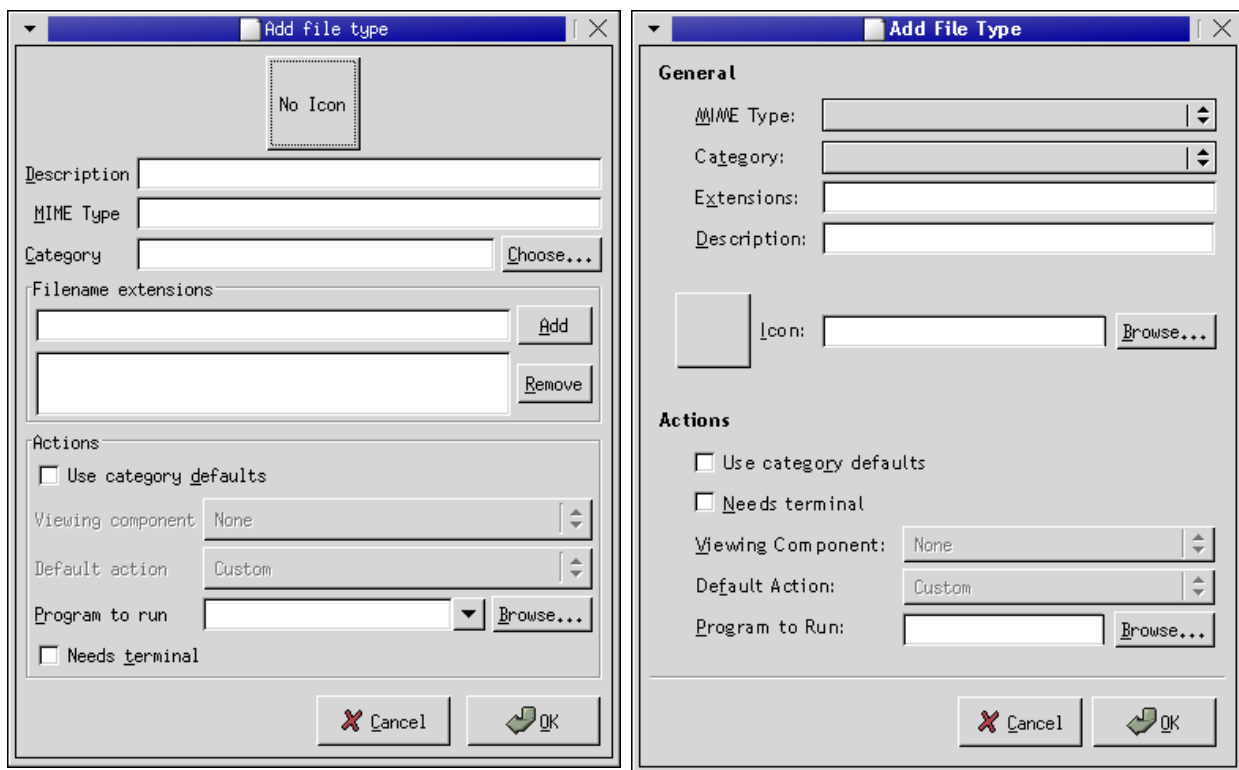 Add file type
No Icon
Description
MIME Type
Category
Choose...
Filename extensions
Add
Remove
Actions
Use category defaults
Viewing component None
Default action Custom
Program to run
Browse...
Needs terminal
Cancel
OK
Add File Type
General
MIME Type:
Category:
Extensions:
Description:
Icon:
Browse...
Actions
Use category defaults
Needs terminal
Viewing Component: None
Default Action: Custom
Program to Run:
Browse...
Cancel
OK